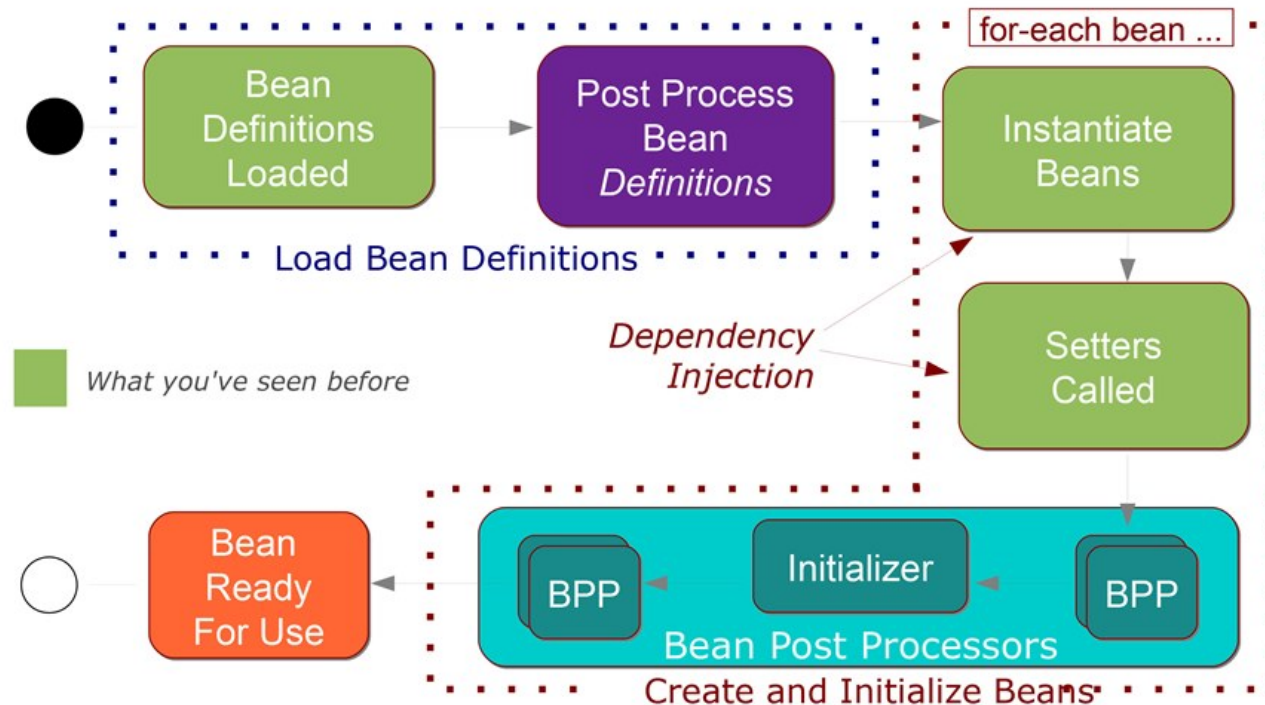 for-each bean ...
Bean
Definitions
Loaded
Post Process
Bean
Definitions
Instantiate
Beans
Load Bean Definitions
Dependency
Injection
Setters
Called
What you've seen before
Bean
Ready
For Use
BPP
Initializer
BPP
Bean Post Processors
Create and Initialize Beans